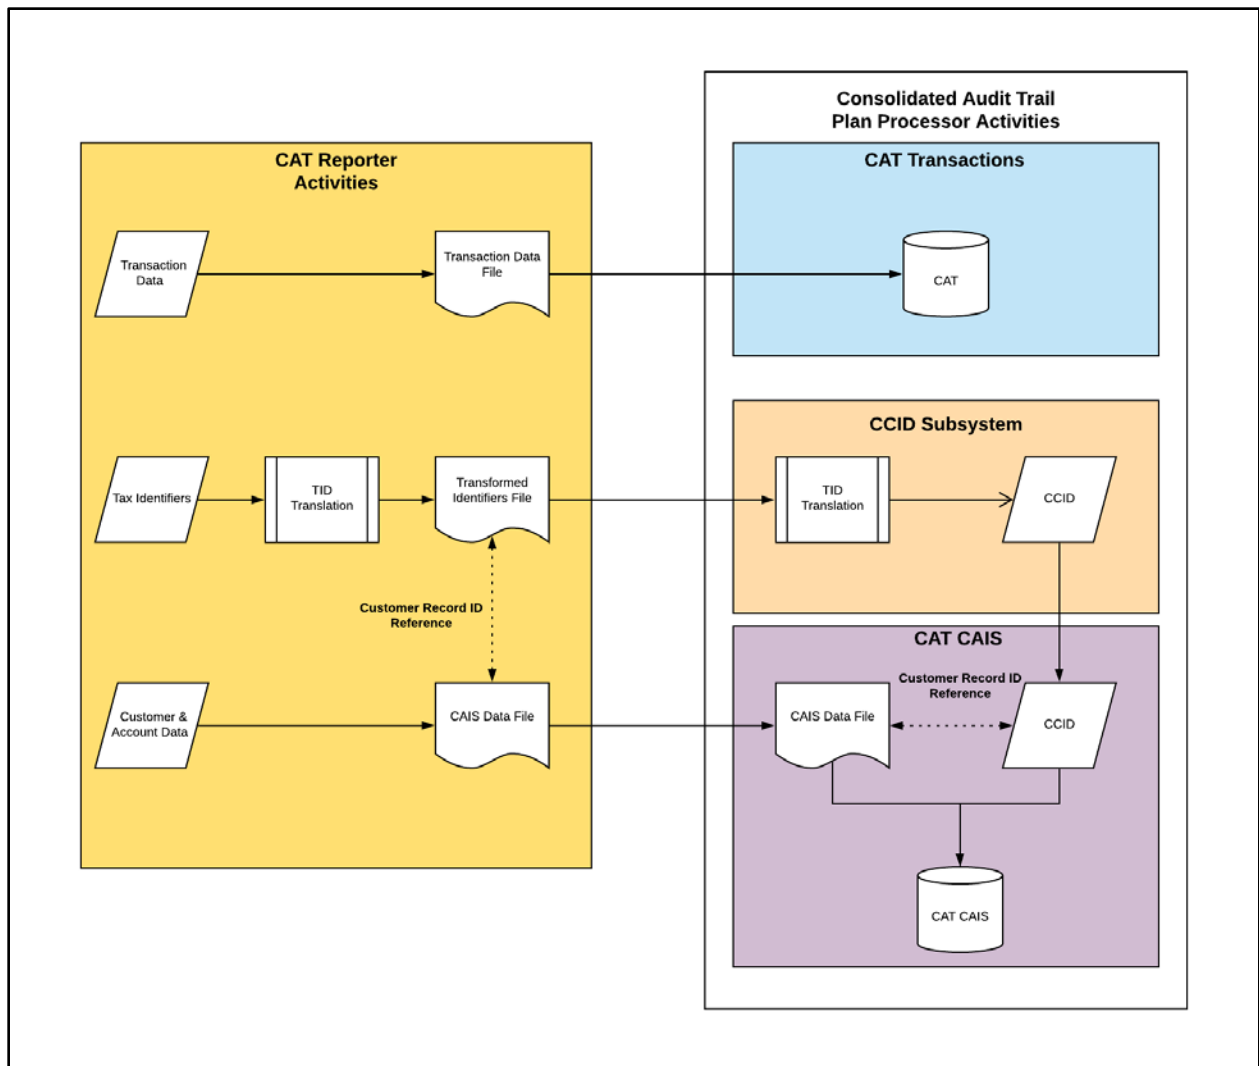 Consolidated Audit Trail
Plan Processor Activities
CAT Reporter
Activities
CAT Transactions
Transaction
Data
Transaction Data
File
CAT
CCID Subsystem
Tax Identifiers
TID
Translation
Transformed
Identifiers File
TID
Translation
CCID
Customer Record ID
Reference
CAT CAIS
Customer Record ID
Reference
Customer &
Account Data
CAIS Data File
CAIS Data File
CCID
CAT CAIS